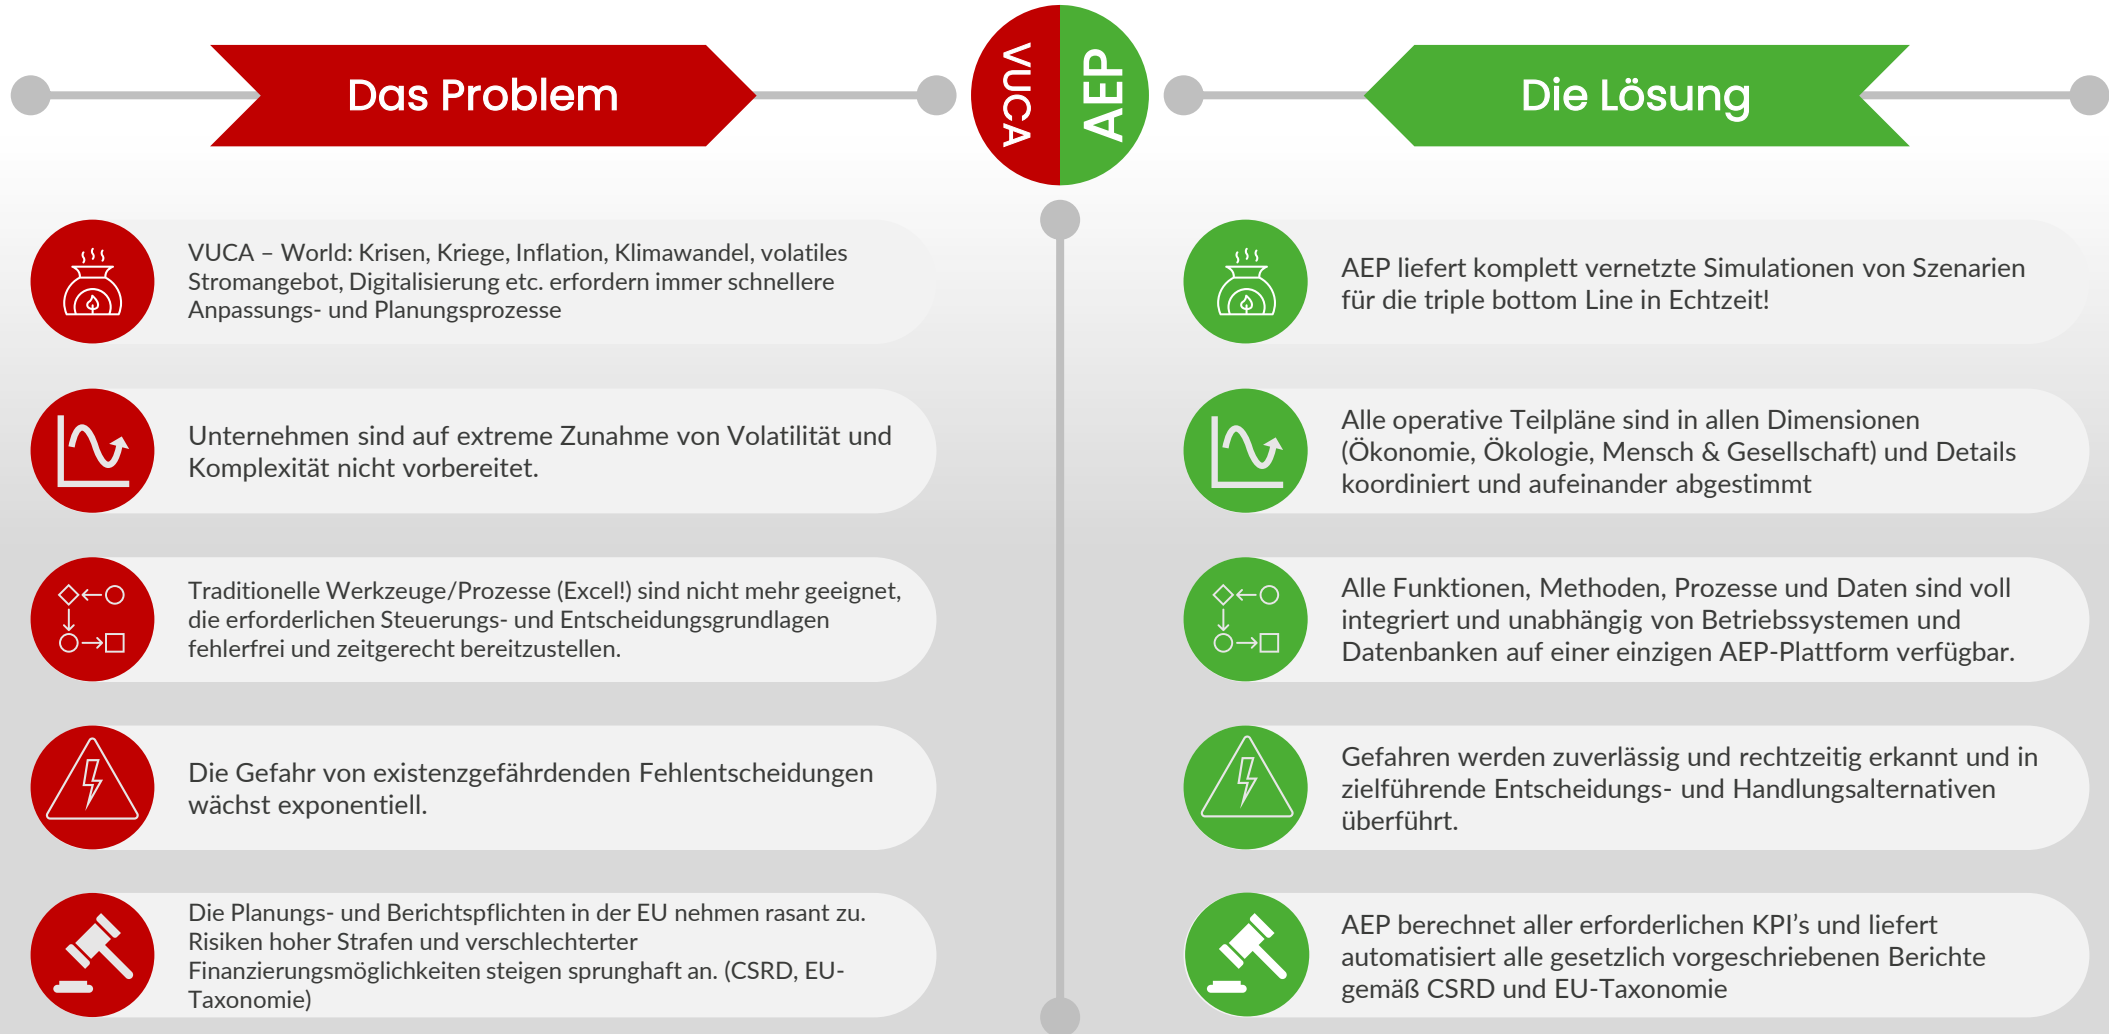 Das Problem
VUCA
AEP
Die Lösung
VUCA – World: Krisen, Kriege, Inflation, Klimawandel, volatiles
Stromangebot, Digitalisierung etc. erfordern immer schnellere
Anpassungs- und Planungsprozesse
Unternehmen sind auf extreme Zunahme von Volatilität und
Komplexität nicht vorbereitet.
Traditionelle Werkzeuge/Prozesse (Excel!) sind nicht mehr geeignet,
die erforderlichen Steuerungs- und Entscheidungsgrundlagen
fehlerfrei und zeitgerecht bereitzustellen.
Die Gefahr von existenzgefährdenden Fehlentscheidungen
wächst exponentiell.
Die Planungs- und Berichtspflichten in der EU nehmen rasant zu.
Risiken hoher Strafen und verschlechterter
Finanzierungsmöglichkeiten steigen sprunghaft an. (CSRD, EU-
Taxonomie)
AEP liefert komplett vernetzte Simulationen von Szenarien
für die triple bottom Line in Echtzeit!
Alle operative Teilpläne sind in allen Dimensionen
(Ökonomie, Ökologie, Mensch & Gesellschaft) und Details
koordiniert und aufeinander abgestimmt
Alle Funktionen, Methoden, Prozesse und Daten sind voll
integriert und unabhängig von Betriebssystemen und
Datenbanken auf einer einzigen AEP-Plattform verfügbar.
Gefahren werden zuverlässig und rechtzeitig erkannt und in
zielführende Entscheidungs- und Handlungsalternativen
überführt.
AEP berechnet aller erforderlichen KPI’s und liefert
automatisiert alle gesetzlich vorgeschriebenen Berichte
gemäß CSRD und EU-Taxonomie